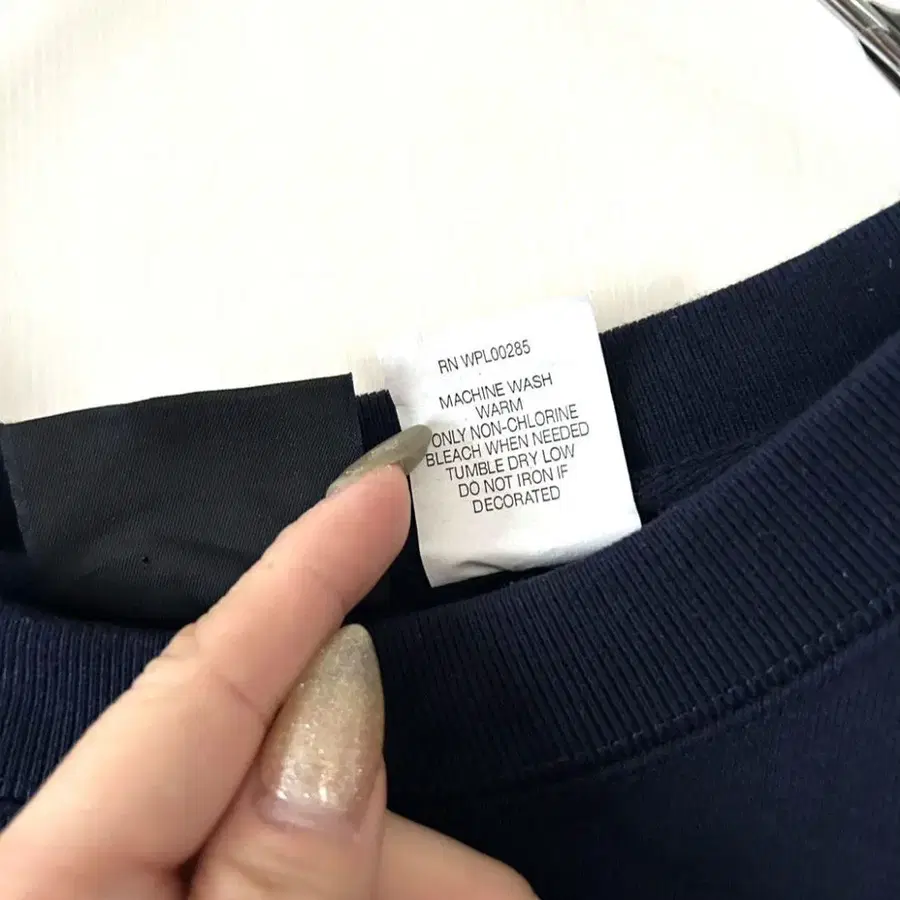 RN WPL00285
MACHINE WASH
WARM
ONLY NON-CHLORINE
BLEACH WHEN NEEDED
TUMBLE DRY LOW
DO NOT IRON IF
DECORATED